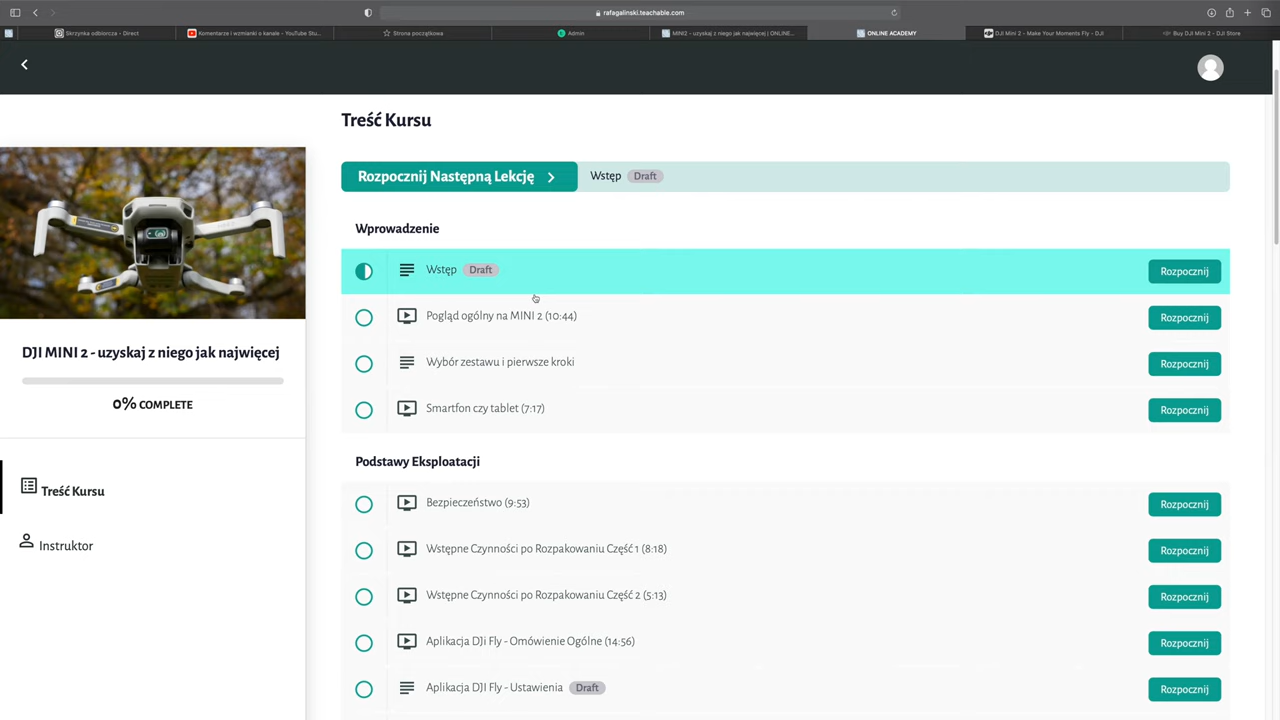 rafagalinski.teachable.com
Skrzynka odbiorcza - Direct
Komentarze i wzmianki o kanale - YouTube Stu...
Strona początkowa
Admin
MINI2 - uzyskaj z niego jak najwięcej | ONLINE...
ONLINE ACADEMY
DJI Mini 2 - Make Your Moments Fly - DJI
Buy DJI Mini 2 - DJI Store
Treść Kursu
Rozpocznij Następną Lekcję
Wstęp Draft
Wprowadzenie
Wstęp Draft
Rozpocznij
Pogląd ogólny na MINI 2 (10:44)
Rozpocznij
Wybór zestawu i pierwsze kroki
Rozpocznij
Smartfon czy tablet (7:17)
Rozpocznij
DJI MINI 2 - uzyskaj z niego jak najwięcej
0% COMPLETE
Treść Kursu
Instruktor
Podstawy Eksploatacji
Bezpieczeństwo (9:53)
Rozpocznij
Wstępne Czynności po Rozpakowaniu Część 1 (8:18)
Rozpocznij
Wstępne Czynności po Rozpakowaniu Część 2 (5:13)
Rozpocznij
Aplikacja DJi Fly - Omówienie Ogólne (14:56)
Rozpocznij
Aplikacja DJI Fly - Ustawienia Draft
Rozpocznij